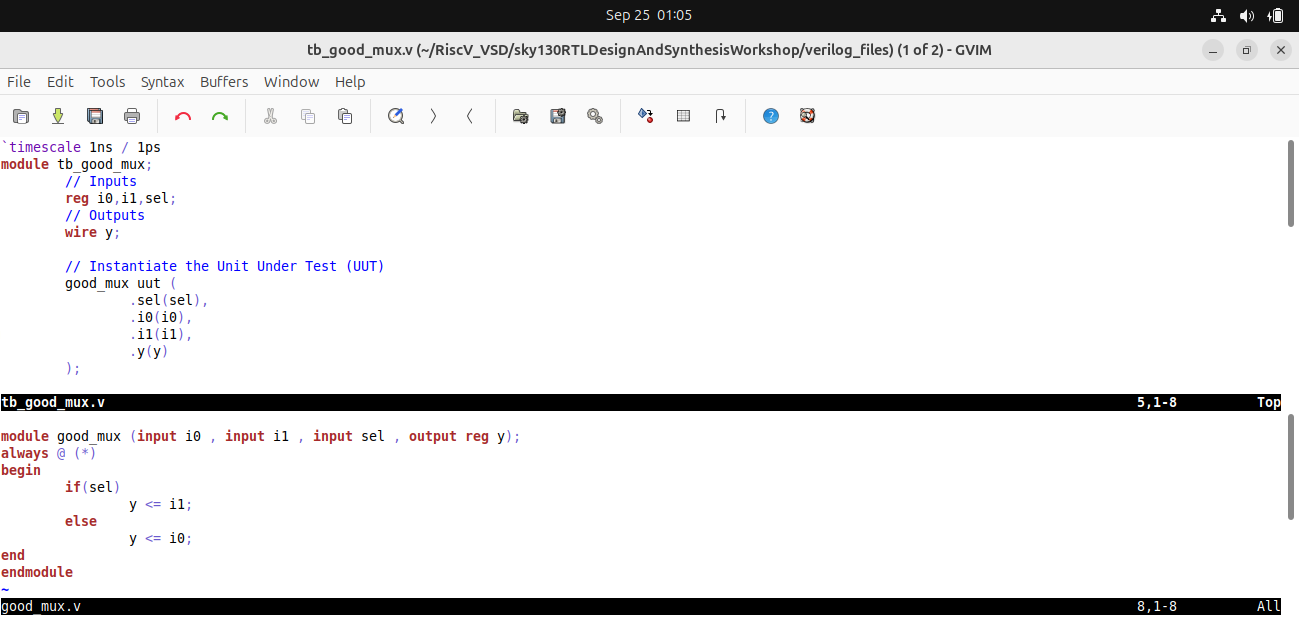 Sep 25 01:05
tb_good_mux.v (~/RiscV_VSD/sky130RTLDesignAndSynthesisWorkshop/verilog_files) (1 of 2) - GVIM
File Edit Tools Syntax Buffers Window Help
`timescale 1ns / 1ps
module tb_good_mux;
        // Inputs
        reg i0,i1,sel;
        // Outputs
        wire y;
        // Instantiate the Unit Under Test (UUT)
        good_mux uut (
                .sel(sel),
                .i0(i0),
                .i1(i1),
                .y(y)
        );
tb_good_mux.v 5,1-8 Top
module good_mux (input i0 , input i1 , input sel , output reg y);
always @ (*)
begin
        if(sel)
                y <= i1;
        else
                y <= i0;
end
endmodule
~
good_mux.v 8,1-8 All